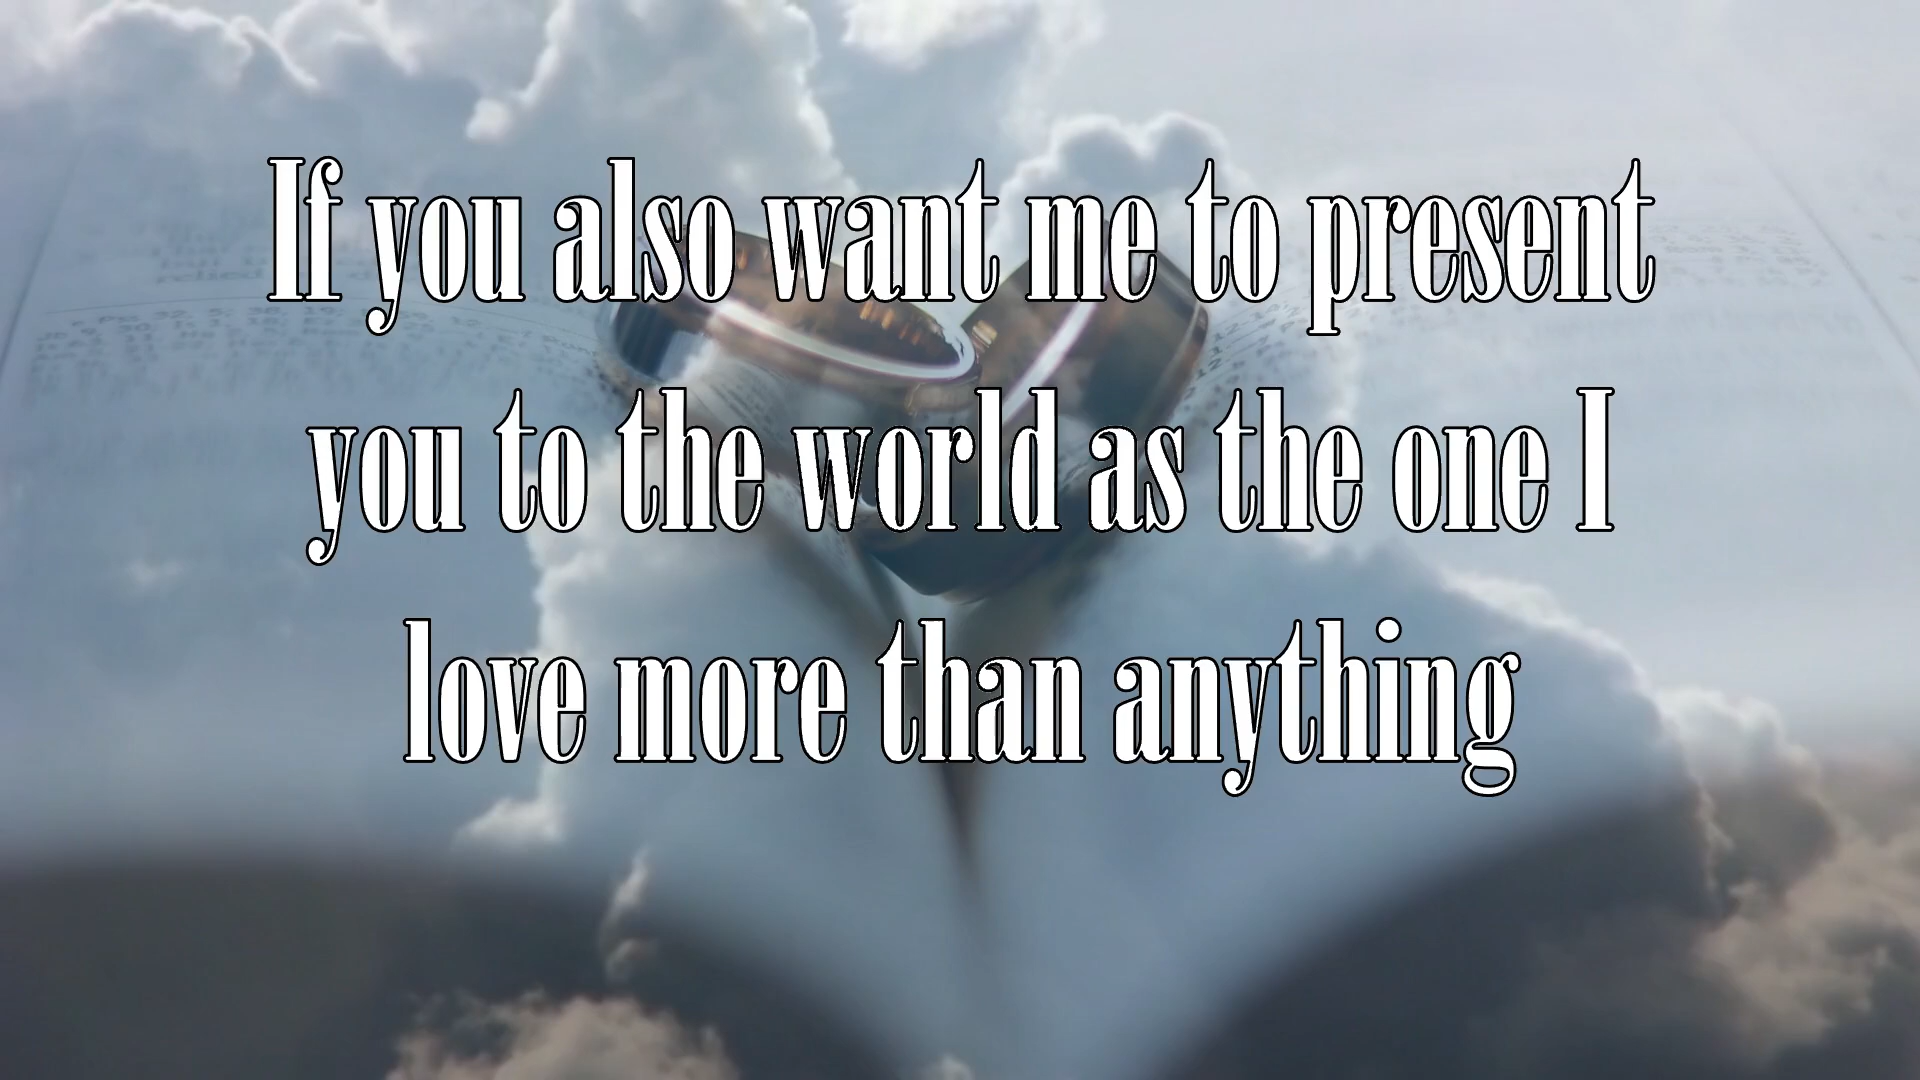 If you also want me to present
you to the world as the one I
love more than anything